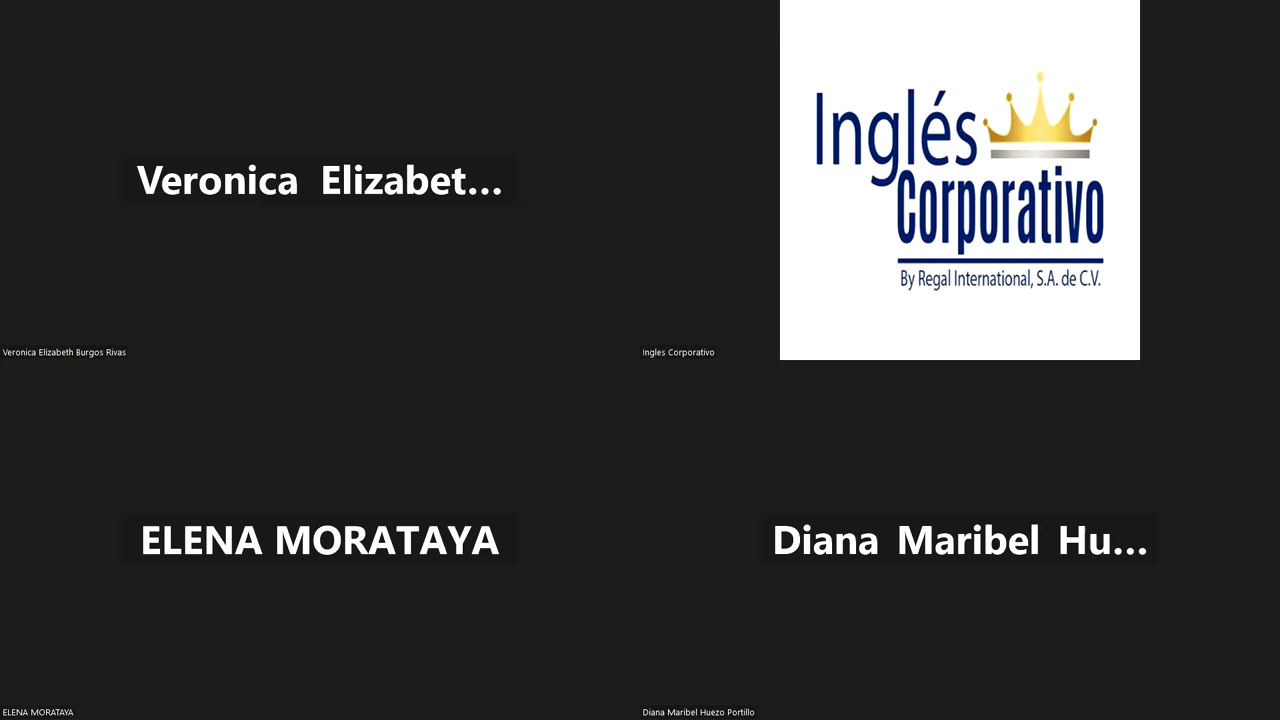 Veronica Elizabet...
Veronica Elizabeth Burgos Rivas
Inglés
Corporativo
By Regal International, S.A. de C.V.
Ingles Corporativo
ELENA MORATAYA
ELENA MORATAYA
Diana Maribel Hu...
Diana Maribel Huezo Portillo